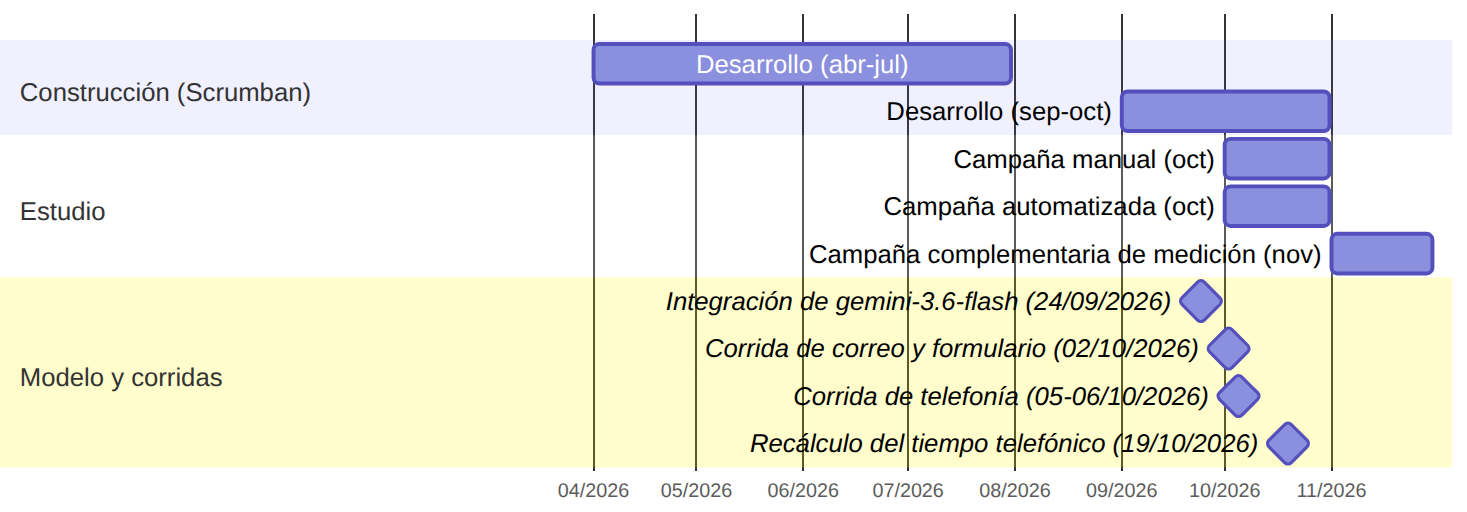 Desarrollo (abr-jul)
Construcción (Scrumban)
Desarrollo (sep-oct)
Campaña manual (oct)
Estudio
Campaña automatizada (oct)
Campaña complementaria de medición (nov)
Integración de gemini-3.6-flash (24/09/2026)
Corrida de correo y formulario (02/10/2026)
Modelo y corridas
Corrida de telefonía (05-06/10/2026)
Recálculo del tiempo telefónico (19/10/2026)
04/2026 05/2026 06/2026 07/2026 08/2026 09/2026 10/2026 11/2026